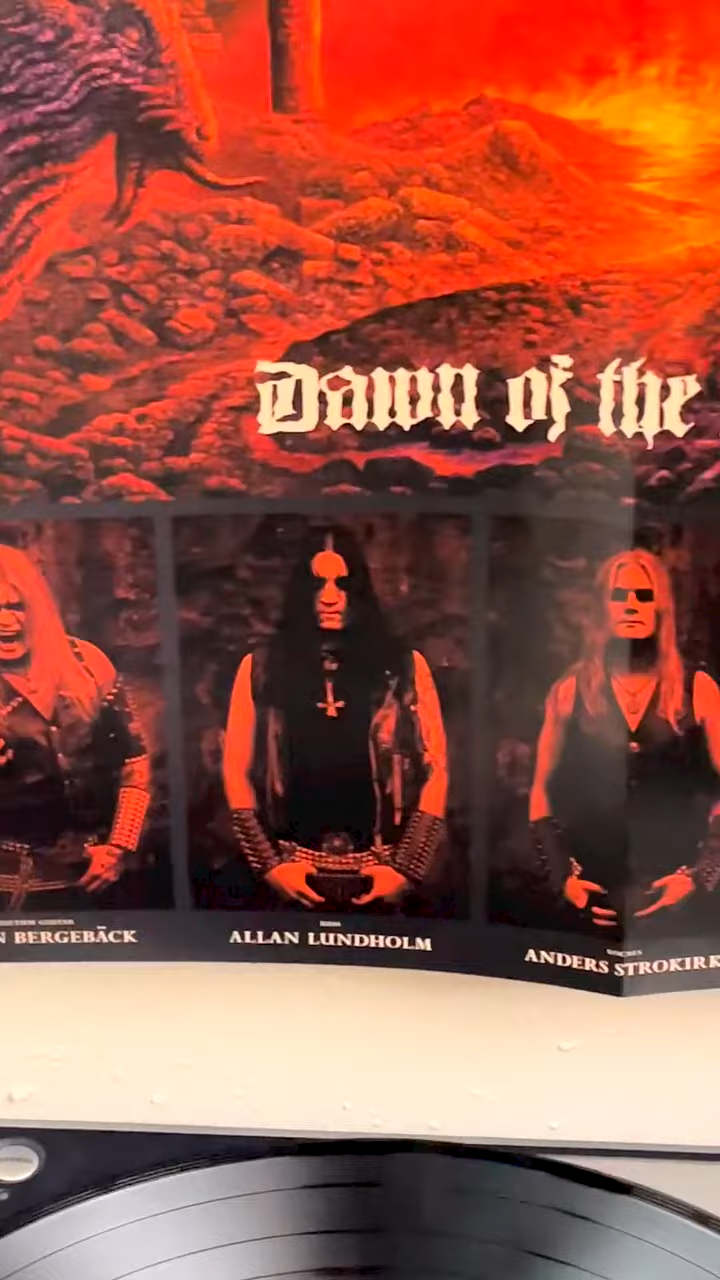 Dawn of the
N BERGEBÄCK
ALLAN LUNDHOLM
ANDERS STROKIRK